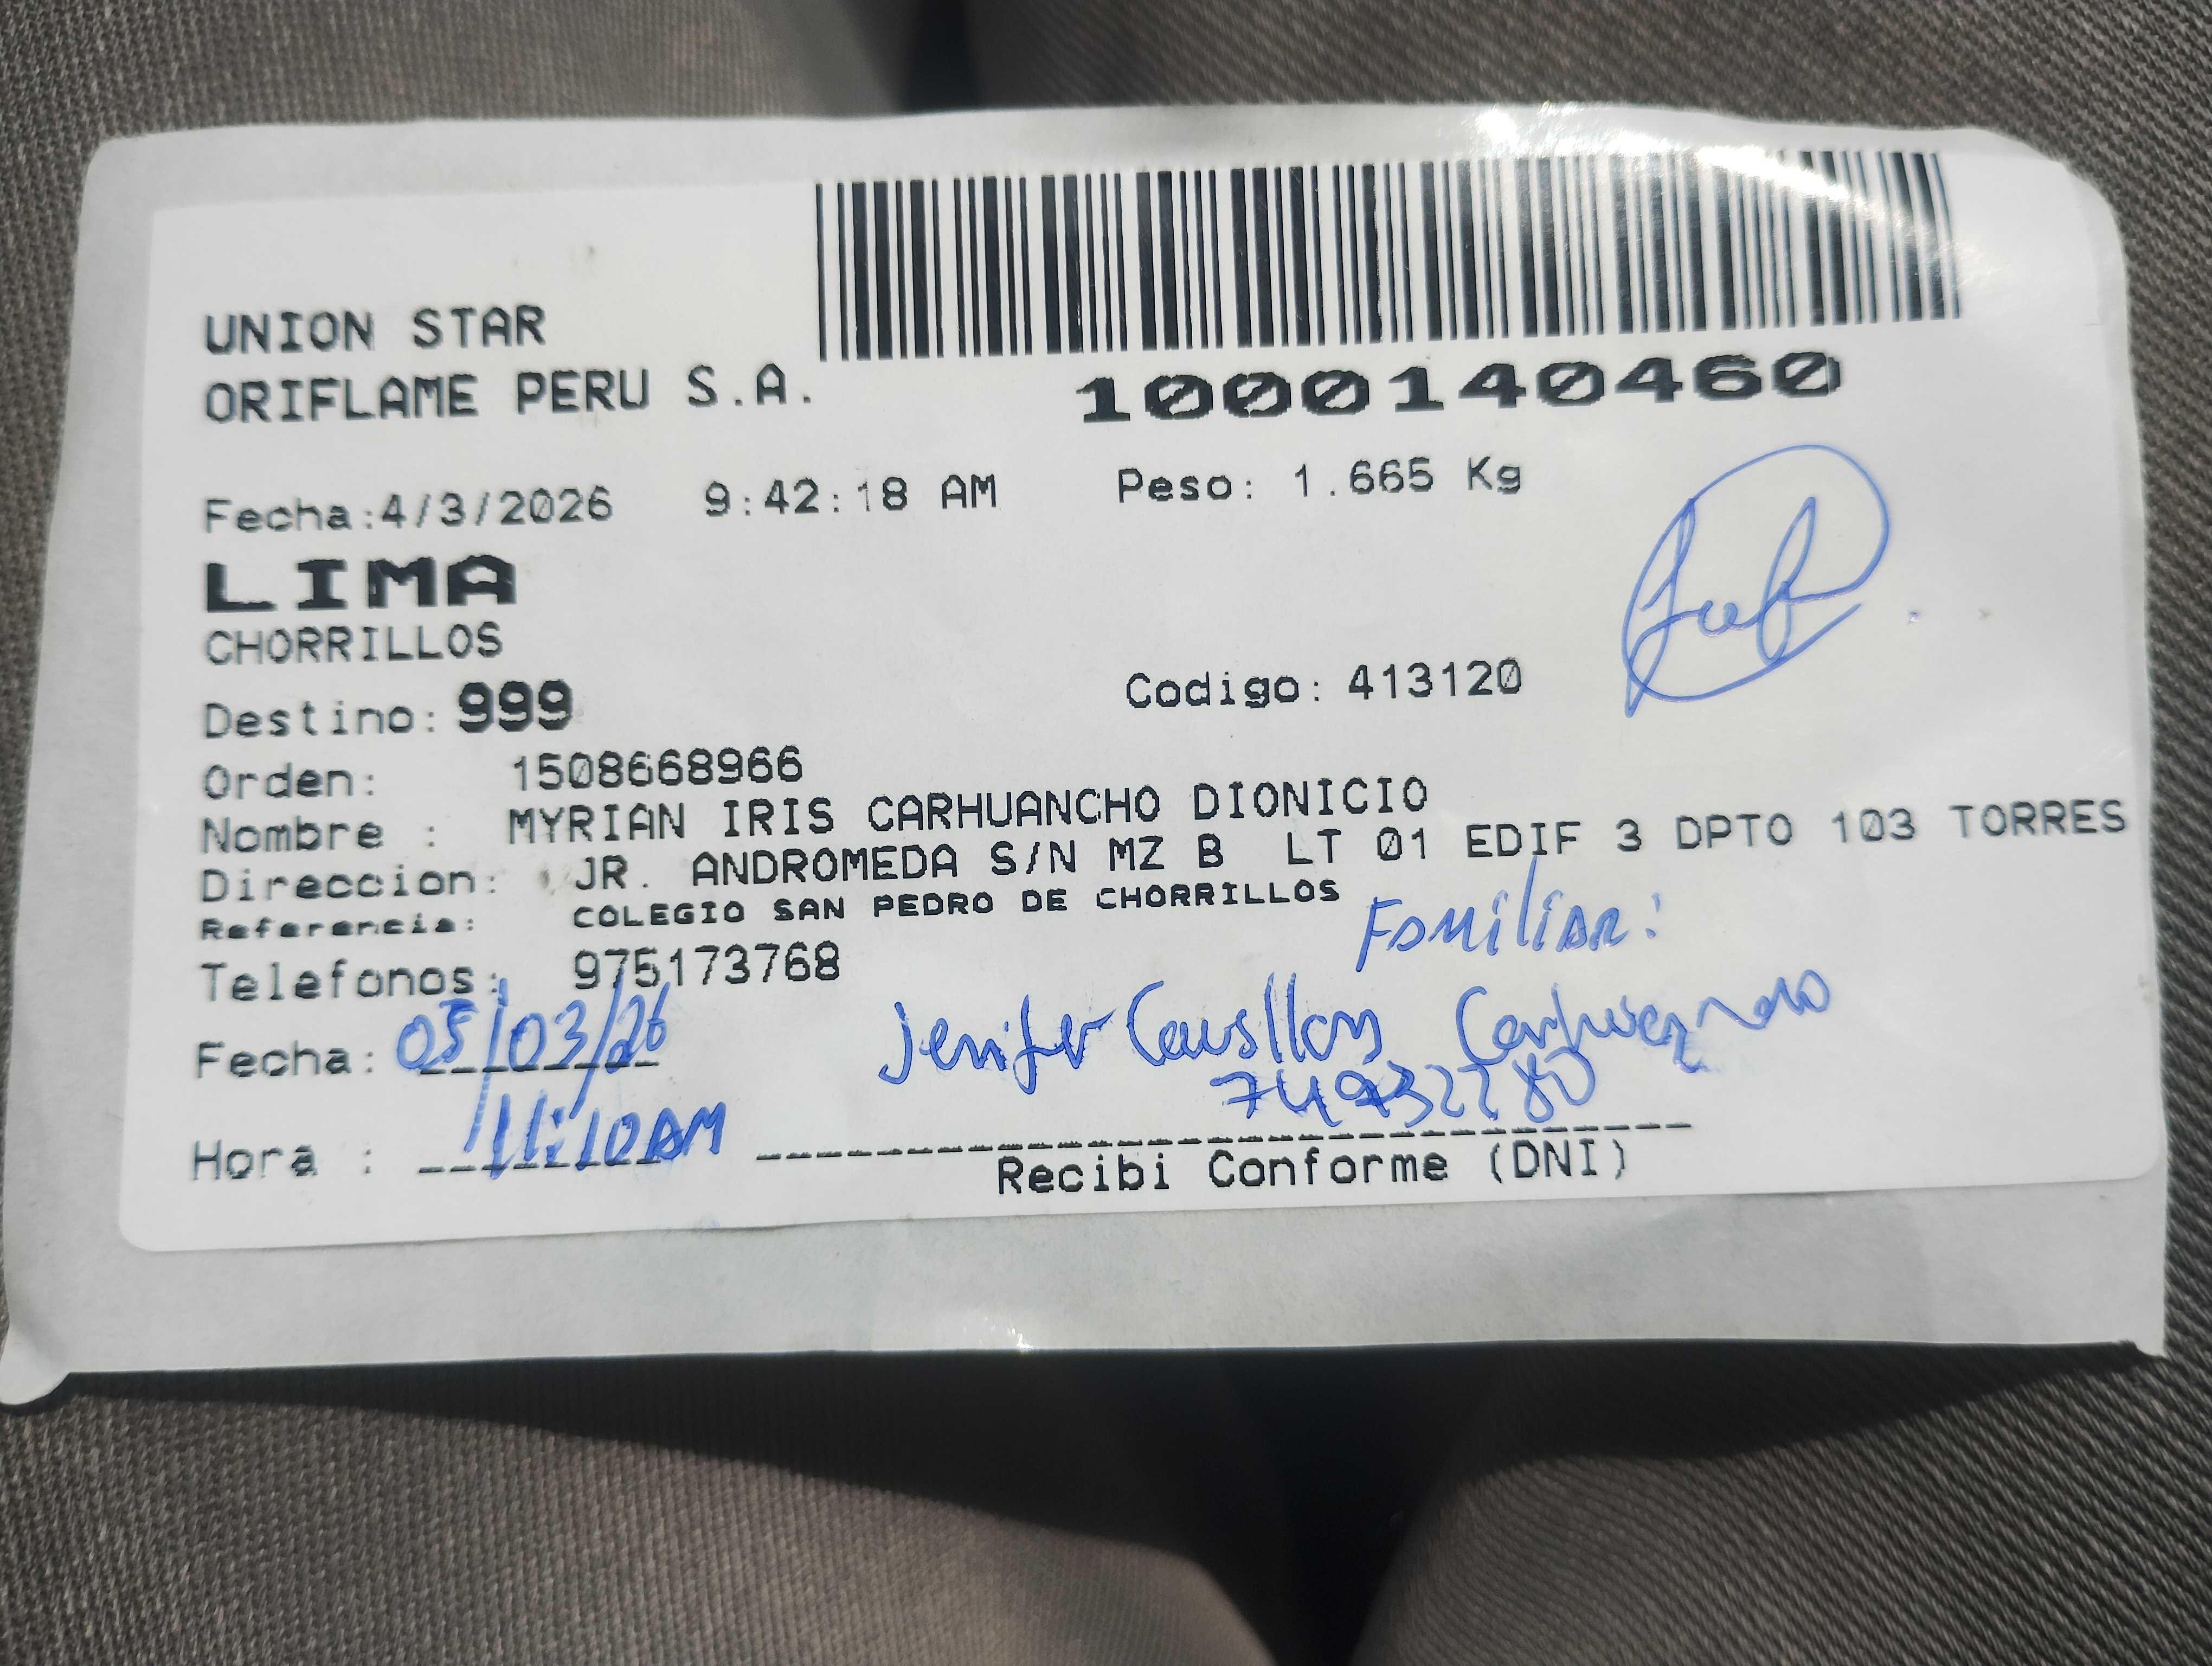 UNION STAR
ORIFLAME PERU S.A.
1000140460
Fecha:4/3/2026 9:42:18 AM Peso: 1.665 Kg
LIMA
CHORRILLOS
Destino: 999 Codigo: 413120
Orden: 1508668966
Nombre : MYRIAN IRIS CARHUANCHO DIONICIO
Direccion: JR. ANDROMEDA S/N MZ B LT 01 EDIF 3 DPTO 103 TORRES
Referencia: COLEGIO SAN PEDRO DE CHORRILLOS
Familiar:
Telefonos: 975173768
Fecha: 05/03/26 Jenifer
Hora : 11:10 AM
Recibi Conforme (DNI)